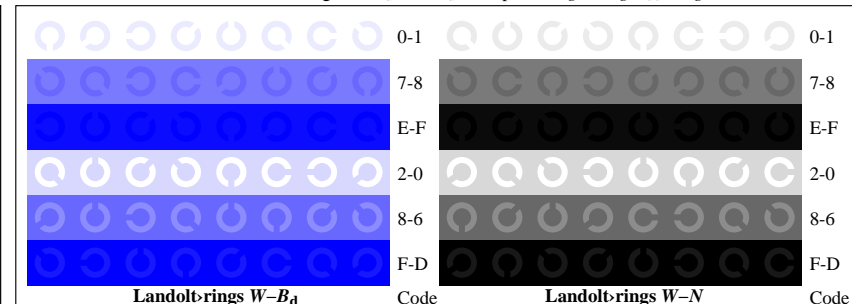 0-1 0-1
7-8 7-8
E-F E-F
2-0 2-0
8-6 8-6
F-D F-D
Landolt›rings W–B_d Code Landolt›rings W–N Code